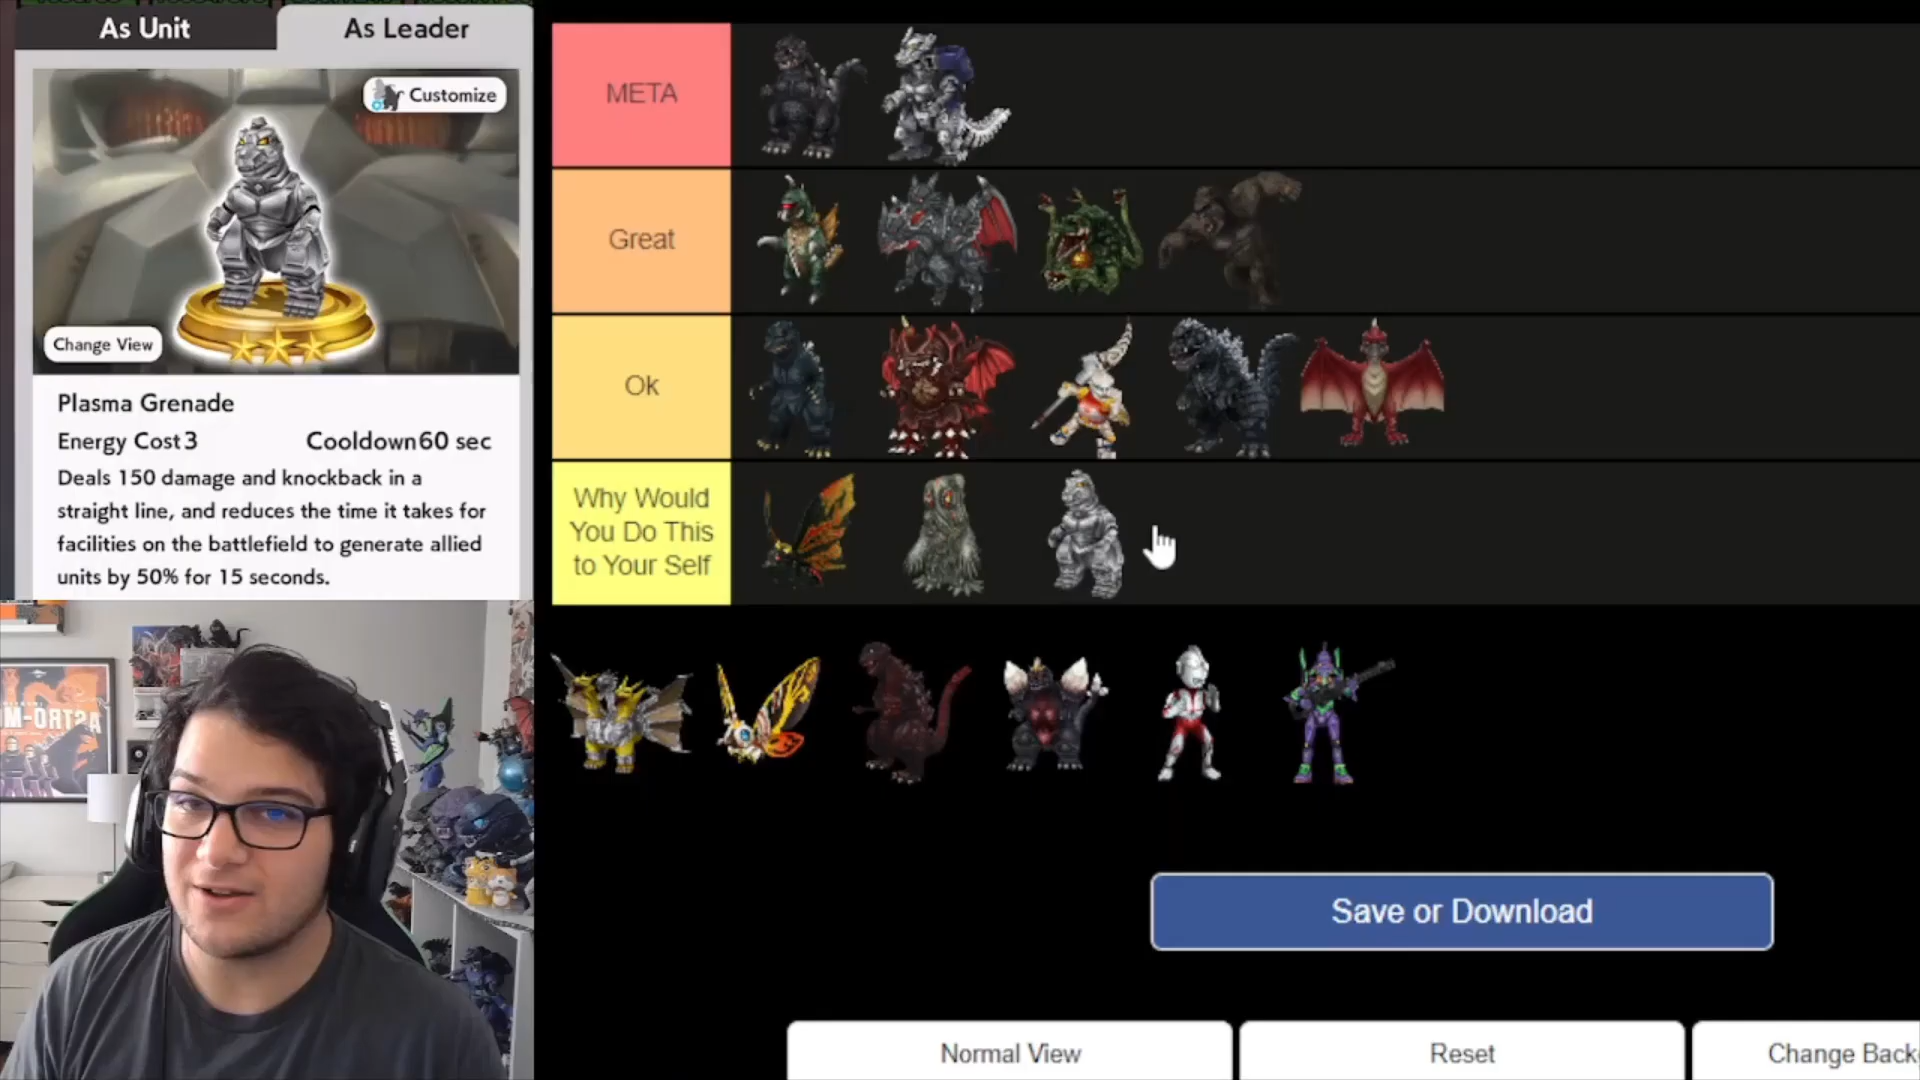 As Unit
As Leader
Customize
Change View
Plasma Grenade
Energy Cost 3
Cooldown 60 sec
Deals 150 damage and knockback in a
straight line, and reduces the time it takes for
facilities on the battlefield to generate allied
units by 50% for 15 seconds.
META
Great
Ok
Why Would
You Do This
to Your Self
Save or Download
Normal View
Reset
Change Back
ASTRO-M